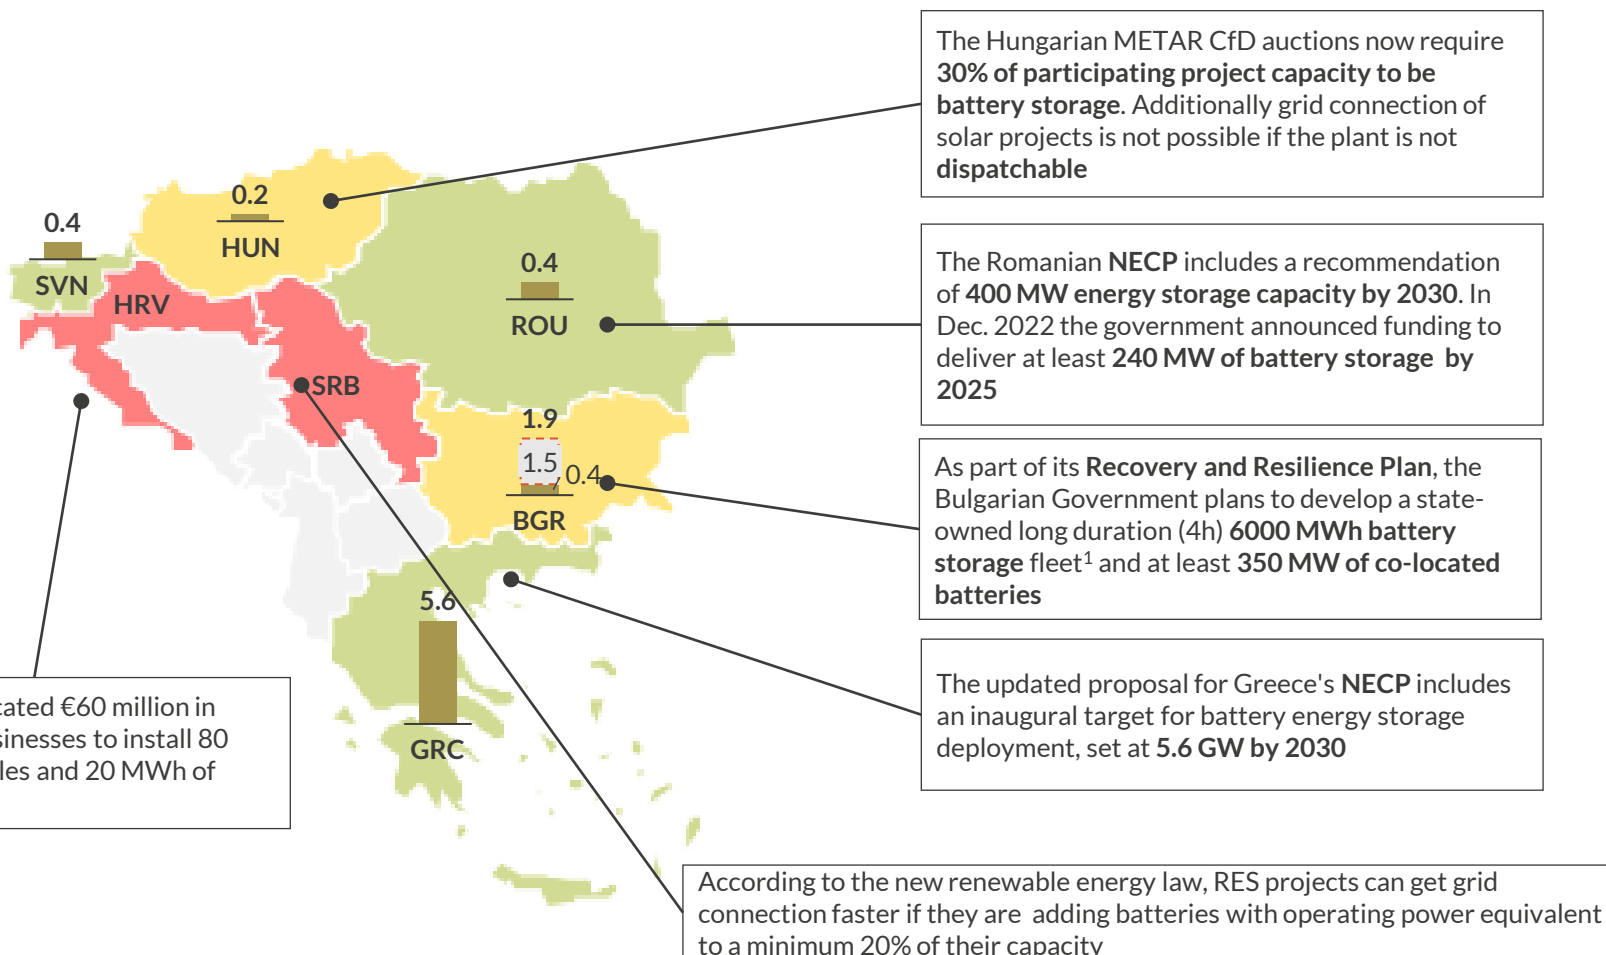 The Hungarian METAR CfD auctions now require
30% of participating project capacity to be
battery storage. Additionally grid connection of
solar projects is not possible if the plant is not
dispatchable
0.2
HUN
0.4
SVN
HRV
0.4
ROU
The Romanian NECP includes a recommendation
of 400 MW energy storage capacity by 2030. In
Dec. 2022 the government announced funding to
deliver at least 240 MW of battery storage by
2025
SRB
1.9
1.5
0.4
BGR
As part of its Recovery and Resilience Plan, the
Bulgarian Government plans to develop a state-
owned long duration (4h) 6000 MWh battery
storage fleet¹ and at least 350 MW of co-located
batteries
5.6
GRC
The updated proposal for Greece's NECP includes
an inaugural target for battery energy storage
deployment, set at 5.6 GW by 2030
cated €60 million in
sinesses to install 80
les and 20 MWh of
According to the new renewable energy law, RES projects can get grid
connection faster if they are adding batteries with operating power equivalent
to a minimum 20% of their capacity